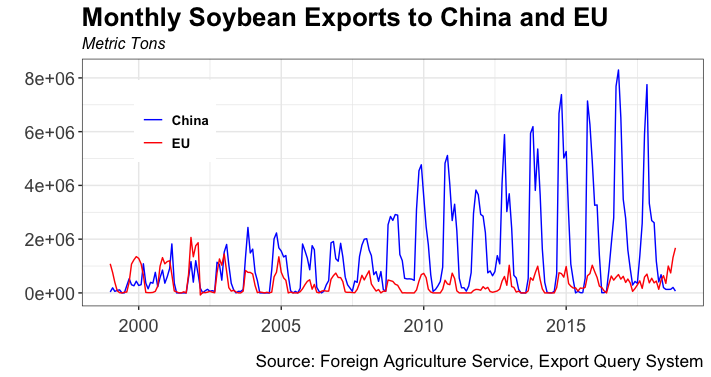 Monthly Soybean Exports to China and EU
Metric Tons
8e+06
6e+06
4e+06
2e+06
0e+00
China
EU
2000 2005 2010 2015
Source: Foreign Agriculture Service, Export Query System